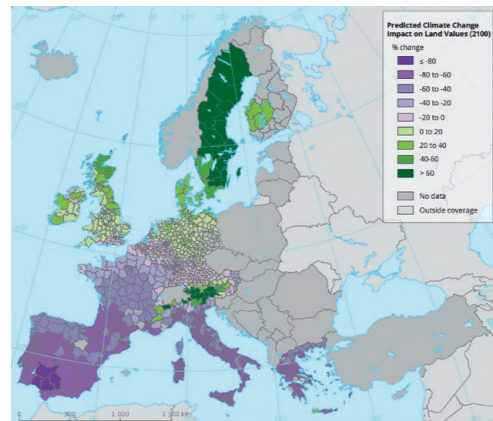 Predicted Climate Change
Impact on Land Values (2100)
% change
≤ -80
-80 to -60
-60 to -40
-40 to -20
-20 to 0
0 to 20
20 to 40
40-60
> 60
No data
Outside coverage
0 500 1 000 1 500 km